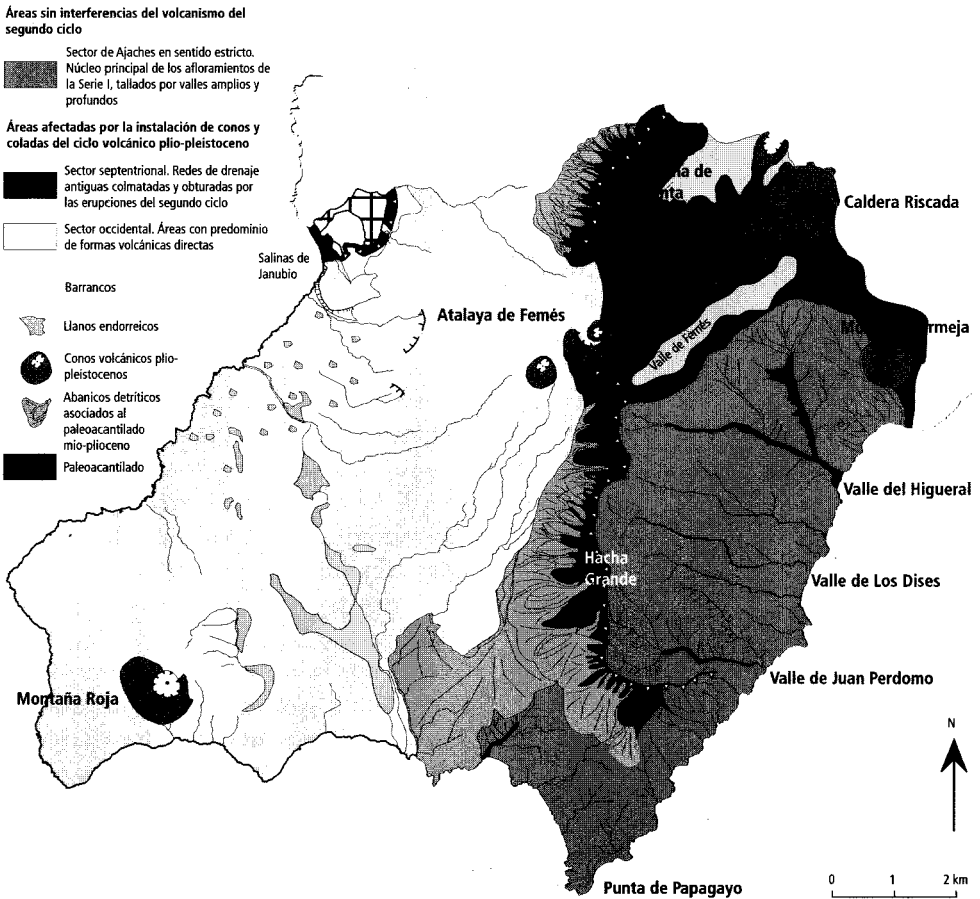 Áreas sin interferencias del volcanismo del
segundo ciclo
Sector de Ajaches en sentido estricto.
Núcleo principal de los afloramientos de
la Serie I, tallados por valles amplios y
profundos
Áreas afectadas por la instalación de conos y
coladas del ciclo volcánico plio-pleistoceno
Sector septentrional. Redes de drenaje
antiguas colmatadas y obturadas por
las erupciones del segundo ciclo
Sector occidental. Áreas con predominio
de formas volcánicas directas
Barrancos
Llanos endorreicos
Conos volcánicos plio-
pleistocenos
Abanicos detríticos
asociados al
paleoacantilado
mio-plioceno
Paleoacantilado
Salinas de
Janubio
de
Caldera Riscada
Atalaya de Femés
Valle de Femés
Valle del Higueral
Hacha
Grande
Valle de Los Dises
Valle de Juan Perdomo
Montaña Roja
Punta de Papagayo
N
0 1 2 km